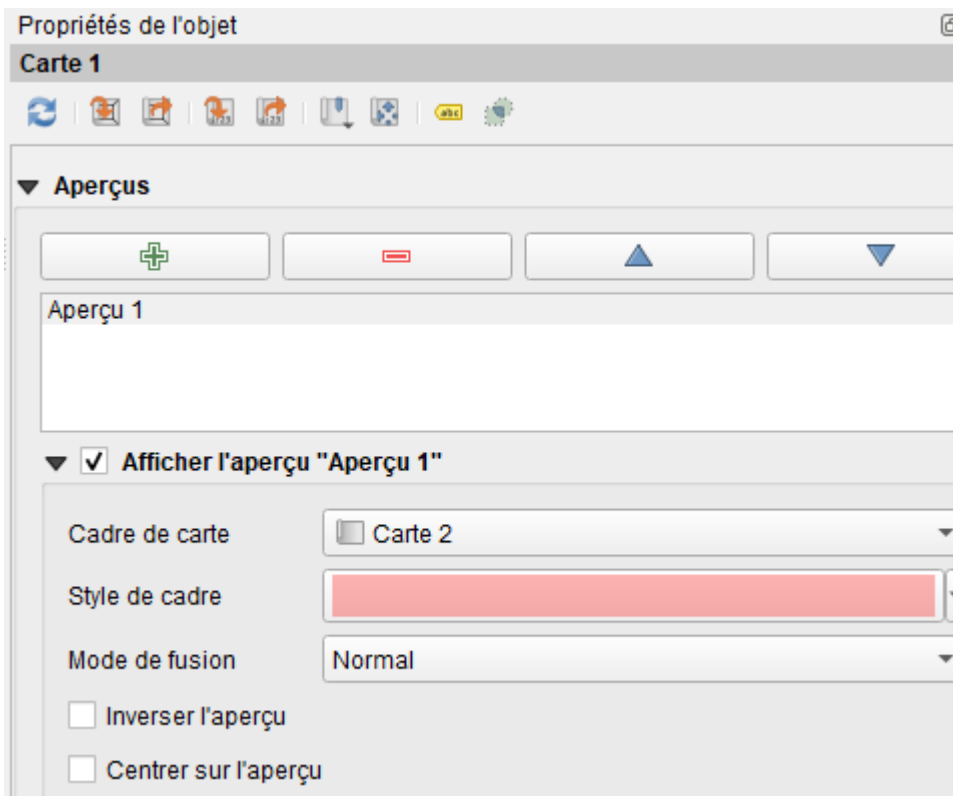 Propriétés de l'objet
Carte 1
abc
Aperçus
Aperçu 1
Afficher l'aperçu "Aperçu 1"
Cadre de carte Carte 2
Style de cadre
Mode de fusion Normal
Inverser l'aperçu
Centrer sur l'aperçu